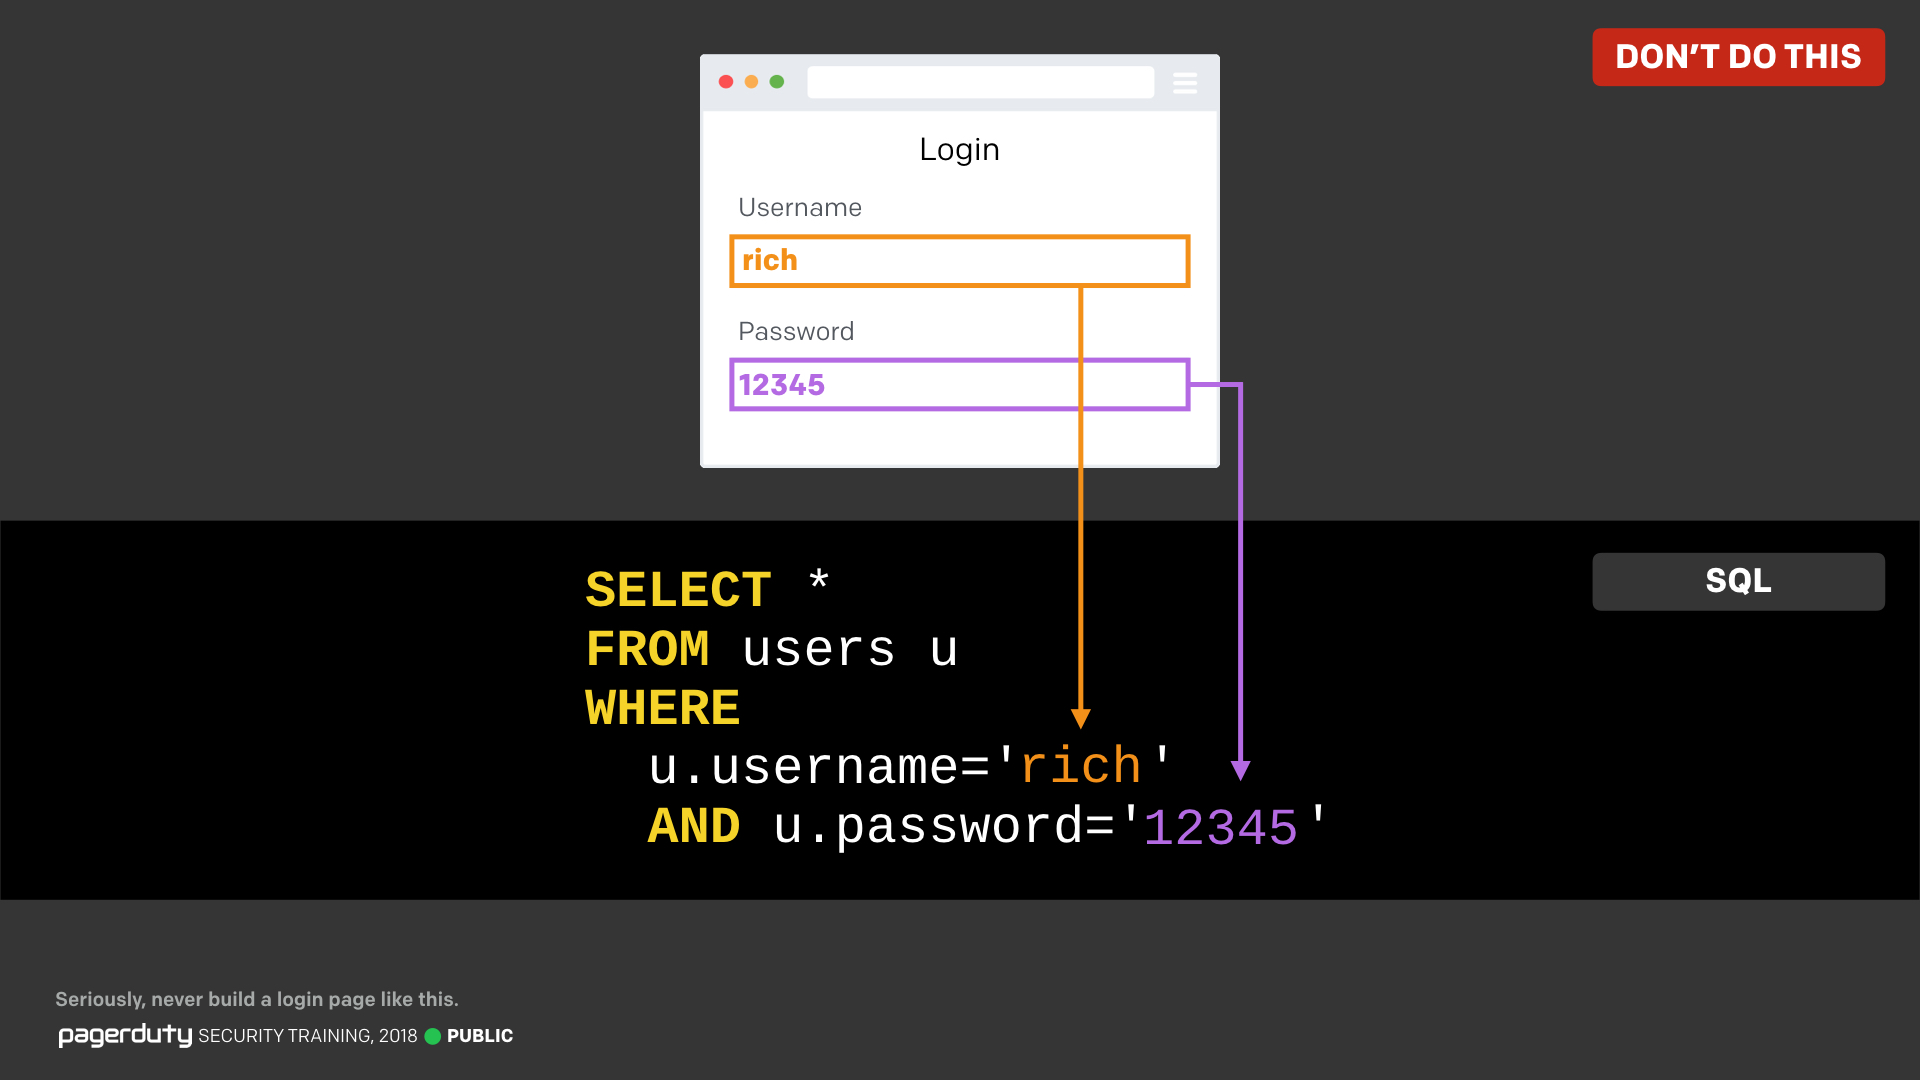 DON'T DO THIS
Login
Username
rich
Password
12345
SQL
SELECT *
FROM users u
WHERE
u.username='rich'
AND u.password='12345'
Seriously, never build a login page like this.
pagerduty SECURITY TRAINING, 2018 PUBLIC